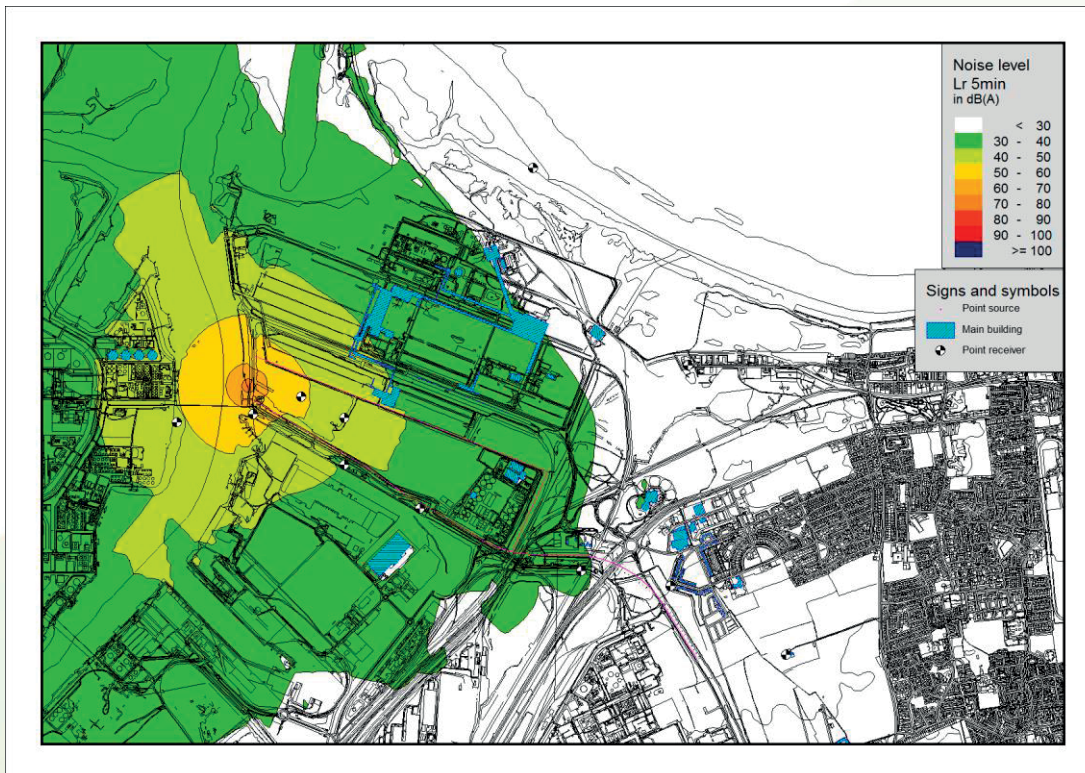 Noise level
Lr 5min
in dB(A)
< 30
30 - 40
40 - 50
50 - 60
60 - 70
70 - 80
80 - 90
90 - 100
>= 100
Signs and symbols
Point source
Main building
Point receiver